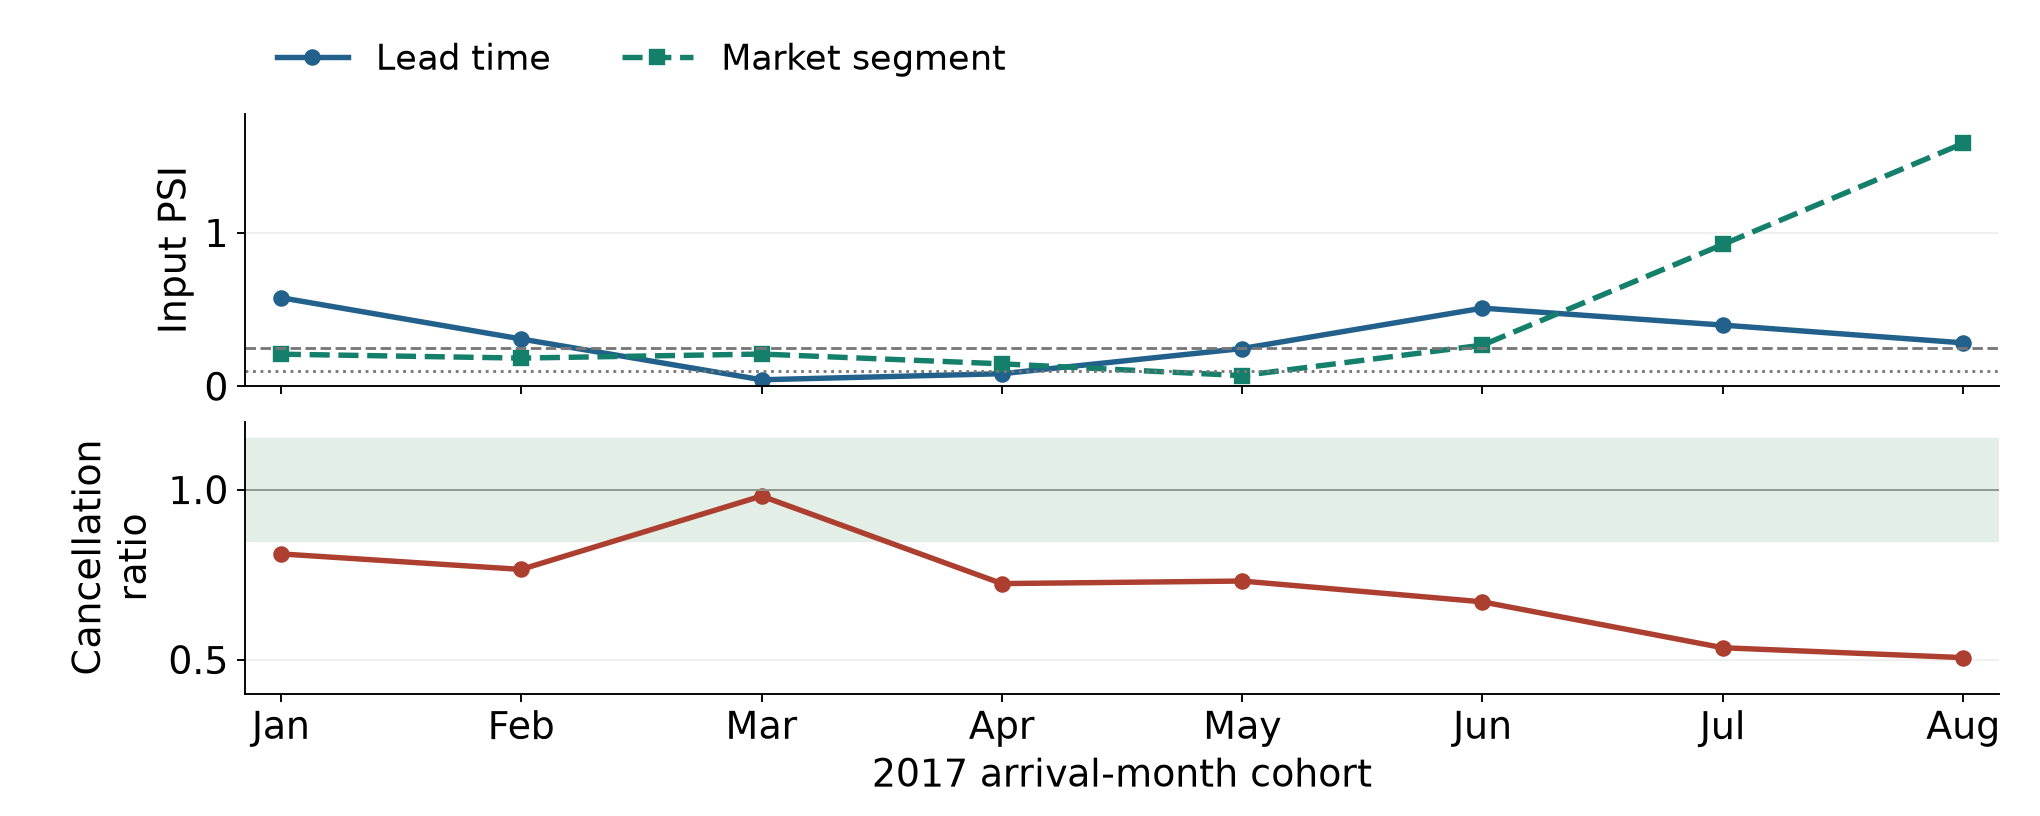 Lead time
Market segment
Input PSI
1
0
Cancellation
ratio
1.0
0.5
Jan Feb Mar Apr May Jun Jul Aug
2017 arrival-month cohort